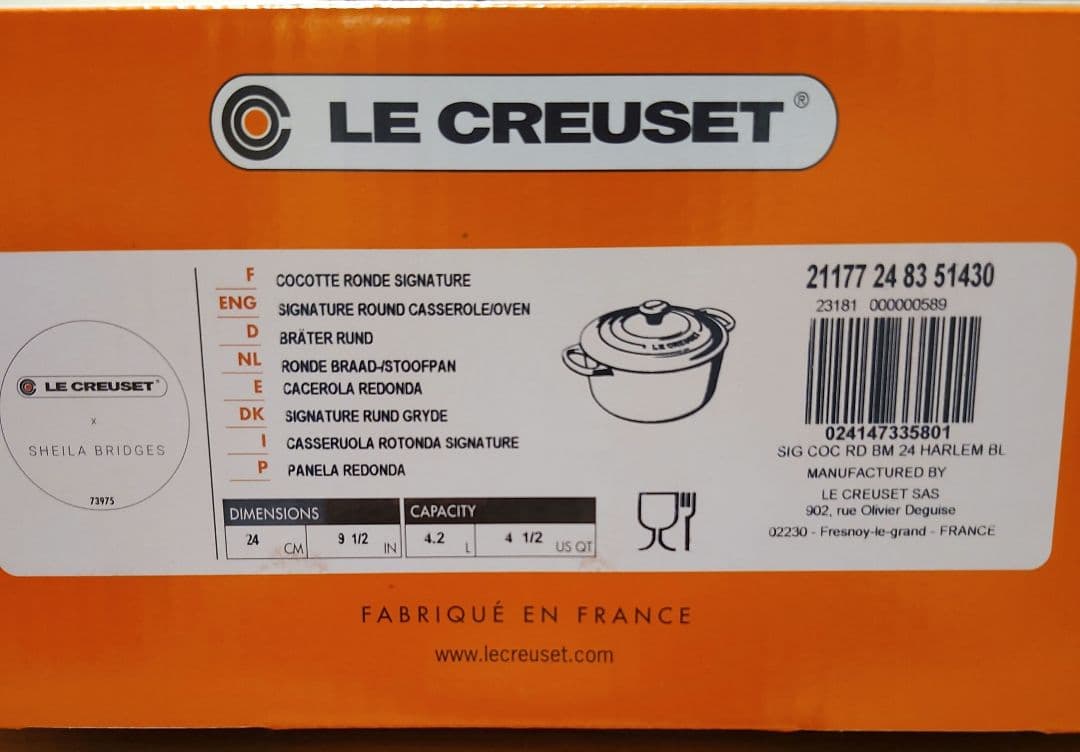 LE CREUSET ®
LE CREUSET
x
SHEILA BRIDGES
73975
F COCOTTE RONDE SIGNATURE
ENG SIGNATURE ROUND CASSEROLE/OVEN
D BRÄTER RUND
NL RONDE BRAAD-/STOOFPAN
E CACEROLA REDONDA
DK SIGNATURE RUND GRYDE
I CASSERUOLA ROTONDA SIGNATURE
P PANELA REDONDA
DIMENSIONS CAPACITY
24 CM 9 1/2 IN 4.2 L 4 1/2 US QT
LE CREUSET
21177 24 83 51430
23181 000000589
024147335801
SIG COC RD BM 24 HARLEM BL
MANUFACTURED BY
LE CREUSET SAS
902, rue Olivier Deguise
02230 - Fresnoy-le-grand - FRANCE
FABRIQUÉ EN FRANCE
www.lecreuset.com